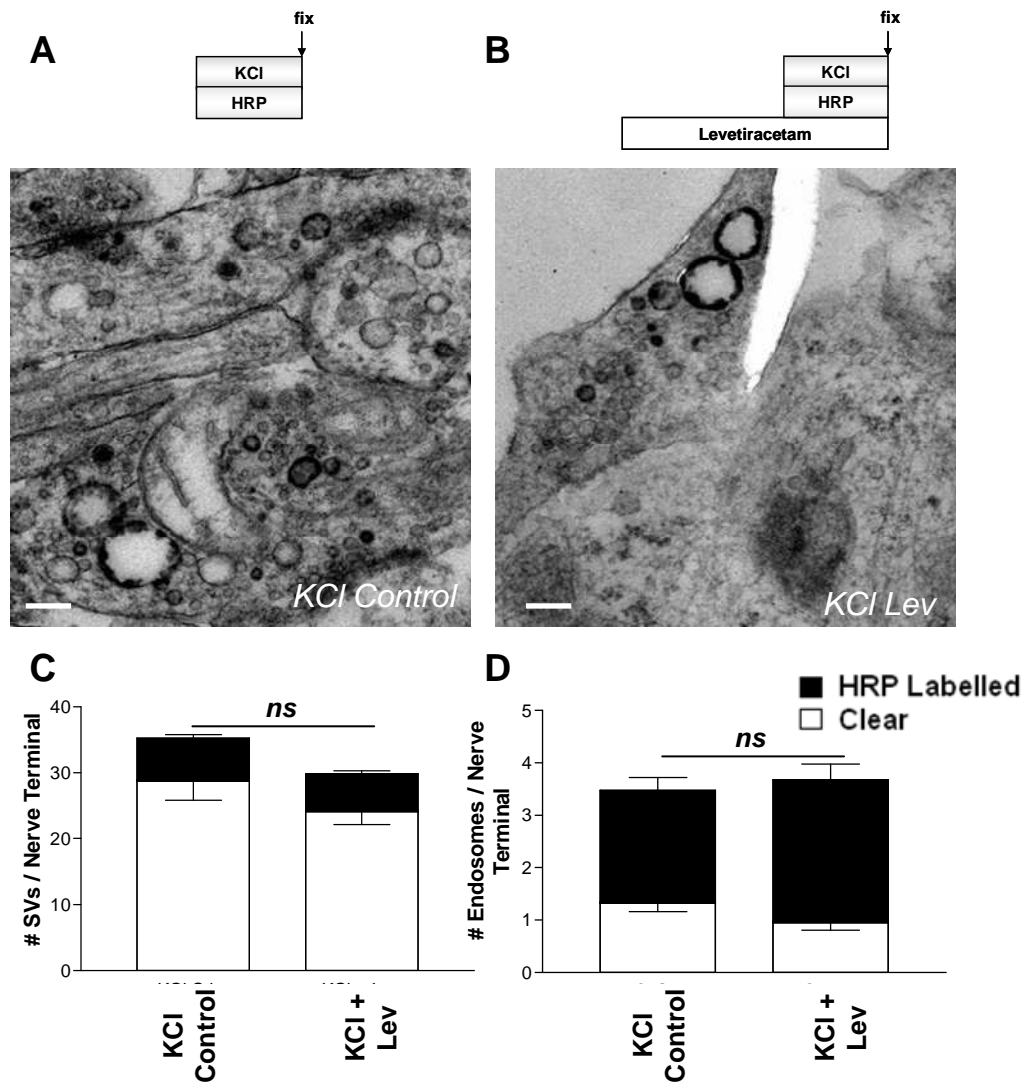 A
fix
KCl
HRP
B
fix
KCl
HRP
Levetiracetam
KCl Control
KCl Lev
C
# SVs / Nerve Terminal
40
30
20
10
0
ns
KCl
Control
KCl +
Lev
D
HRP Labelled
Clear
# Endosomes / Nerve
Terminal
5
4
3
2
1
0
ns
KCl
Control
KCl +
Lev